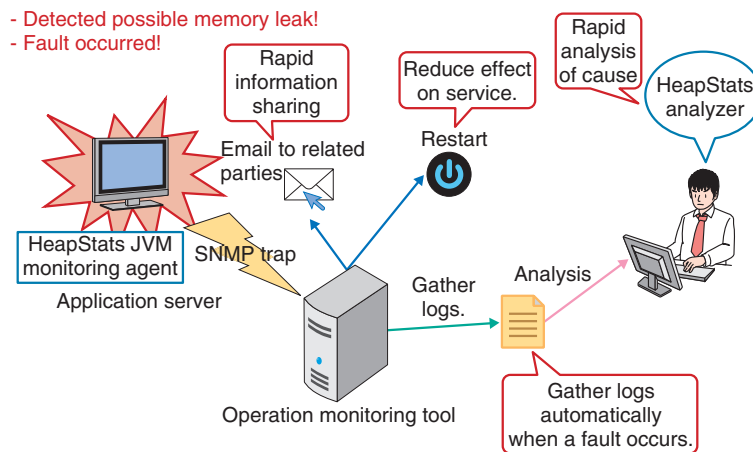 - Detected possible memory leak!
- Fault occurred!
Rapid
information
sharing
Email to related
parties
Reduce effect
on service.
Restart
Rapid
analysis
of cause
HeapStats
analyzer
HeapStats JVM
monitoring agent
Application server
SNMP trap
Gather
logs.
Analysis
Operation monitoring tool
Gather logs
automatically
when a fault occurs.